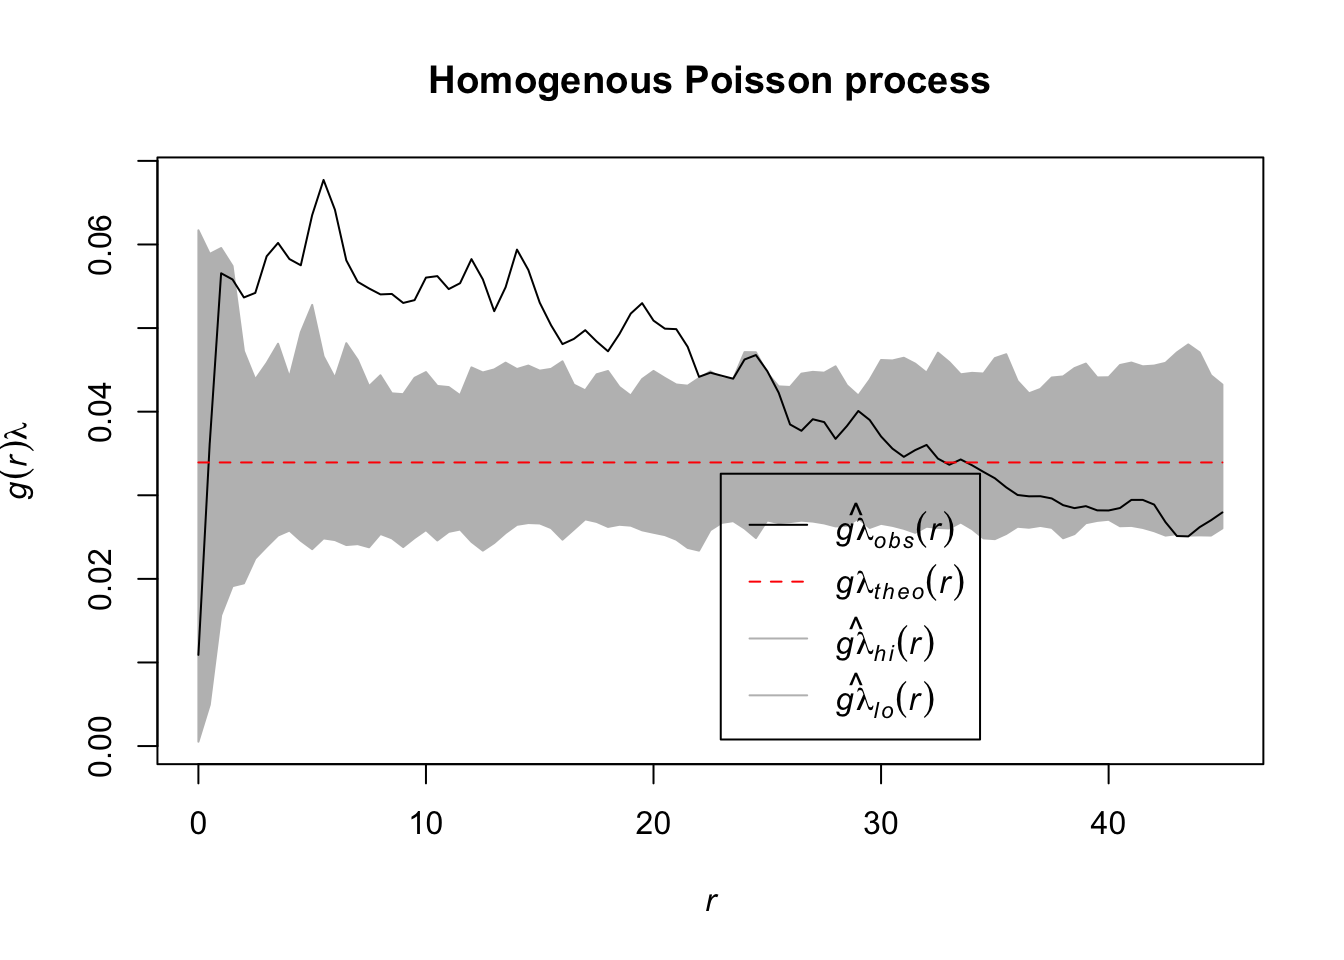 Homogenous Poisson process
g(r)λ
0.06
0.04
0.02
0.00
gλ̂obs(r)
gλtheo(r)
gλ̂hi(r)
gλ̂lo(r)
0 10 20 30 40
r